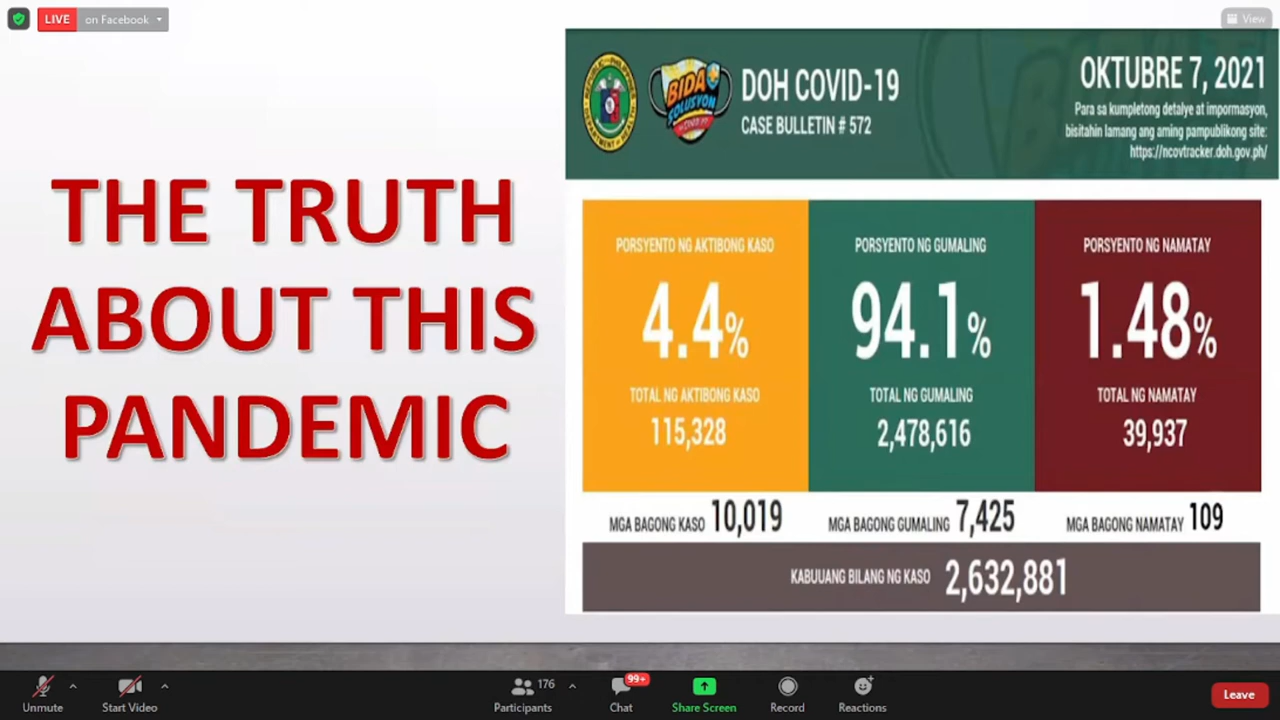 LIVE on Facebook
View
THE TRUTH
ABOUT THIS
PANDEMIC
DOH COVID-19
CASE BULLETIN # 572
BIDA
SOLUSYON
OKTUBRE 7, 2021
Para sa kumpletong detalye at impormasyon,
bisitahin lamang ang aming pampublikong site:
https://ncovtracker.doh.gov.ph/
PORSYENTO NG AKTIBONG KASO
4.4%
TOTAL NG AKTIBONG KASO
115,328
PORSYENTO NG GUMALING
94.1%
TOTAL NG GUMALING
2,478,616
PORSYENTO NG NAMATAY
1.48%
TOTAL NG NAMATAY
39,937
MGA BAGONG KASO 10,019
MGA BAGONG GUMALING 7,425
MGA BAGONG NAMATAY 109
KABUUANG BILANG NG KASO 2,632,881
Unmute
Start Video
176
Participants
99+
Chat
Share Screen
Record
Reactions
Leave